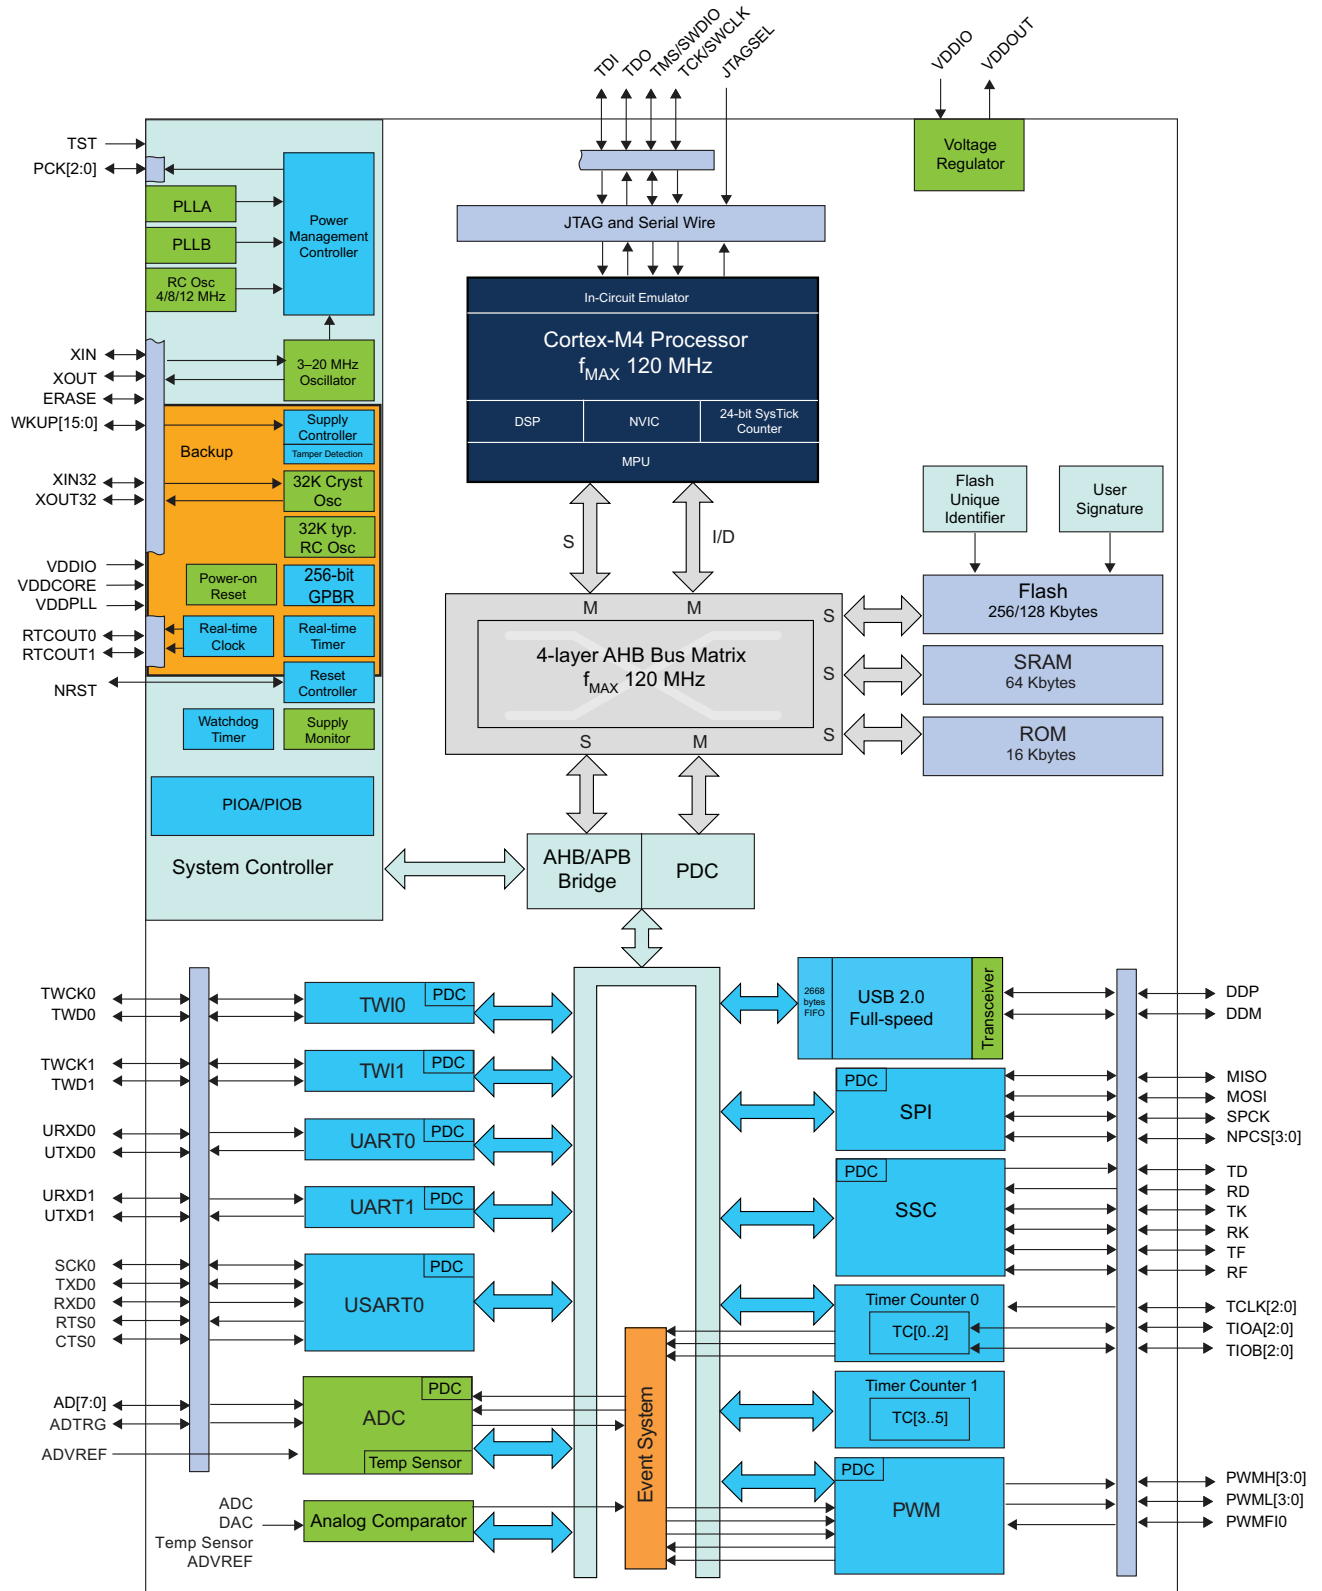 TDI
TDO
TMS/SWDIO
TCK/SWCLK
JTAGSEL
VDDIO
VDDOUT
Voltage
Regulator
TST
PCK[2:0]
PLLA
PLLB
RC Osc
4/8/12 MHz
Power
Management
Controller
JTAG and Serial Wire
In-Circuit Emulator
Cortex-M4 Processor
fMAX 120 MHz
DSP
NVIC
24-bit SysTick
Counter
MPU
XIN
XOUT
ERASE
WKUP[15:0]
XIN32
XOUT32
VDDIO
VDDCORE
VDDPLL
RTCOUT0
RTCOUT1
NRST
3–20 MHz
Oscillator
Backup
Supply
Controller
Tamper Detection
32K Cryst
Osc
32K typ.
RC Osc
Power-on
Reset
256-bit
GPBR
Real-time
Clock
Real-time
Timer
Reset
Controller
Watchdog
Timer
Supply
Monitor
PIOA/PIOB
System Controller
S
I/D
M
M
S
S
S
4-layer AHB Bus Matrix
fMAX 120 MHz
S
M
Flash
Unique
Identifier
User
Signature
Flash
256/128 Kbytes
SRAM
64 Kbytes
ROM
16 Kbytes
AHB/APB
Bridge
PDC
TWCK0
TWD0
TWI0
PDC
TWCK1
TWD1
TWI1
PDC
URXD0
UTXD0
UART0
PDC
URXD1
UTXD1
UART1
PDC
SCK0
TXD0
RXD0
RTS0
CTS0
USART0
PDC
AD[7:0]
ADTRG
ADVREF
ADC
PDC
Temp Sensor
ADC
DAC
Temp Sensor
ADVREF
Analog Comparator
Event System
2668
bytes
FIFO
USB 2.0
Full-speed
Transceiver
DDP
DDM
PDC
SPI
MISO
MOSI
SPCK
NPCS[3:0]
PDC
SSC
TD
RD
TK
RK
TF
RF
Timer Counter 0
TC[0..2]
TCLK[2:0]
TIOA[2:0]
TIOB[2:0]
Timer Counter 1
TC[3..5]
PDC
PWM
PWMH[3:0]
PWML[3:0]
PWMFI0